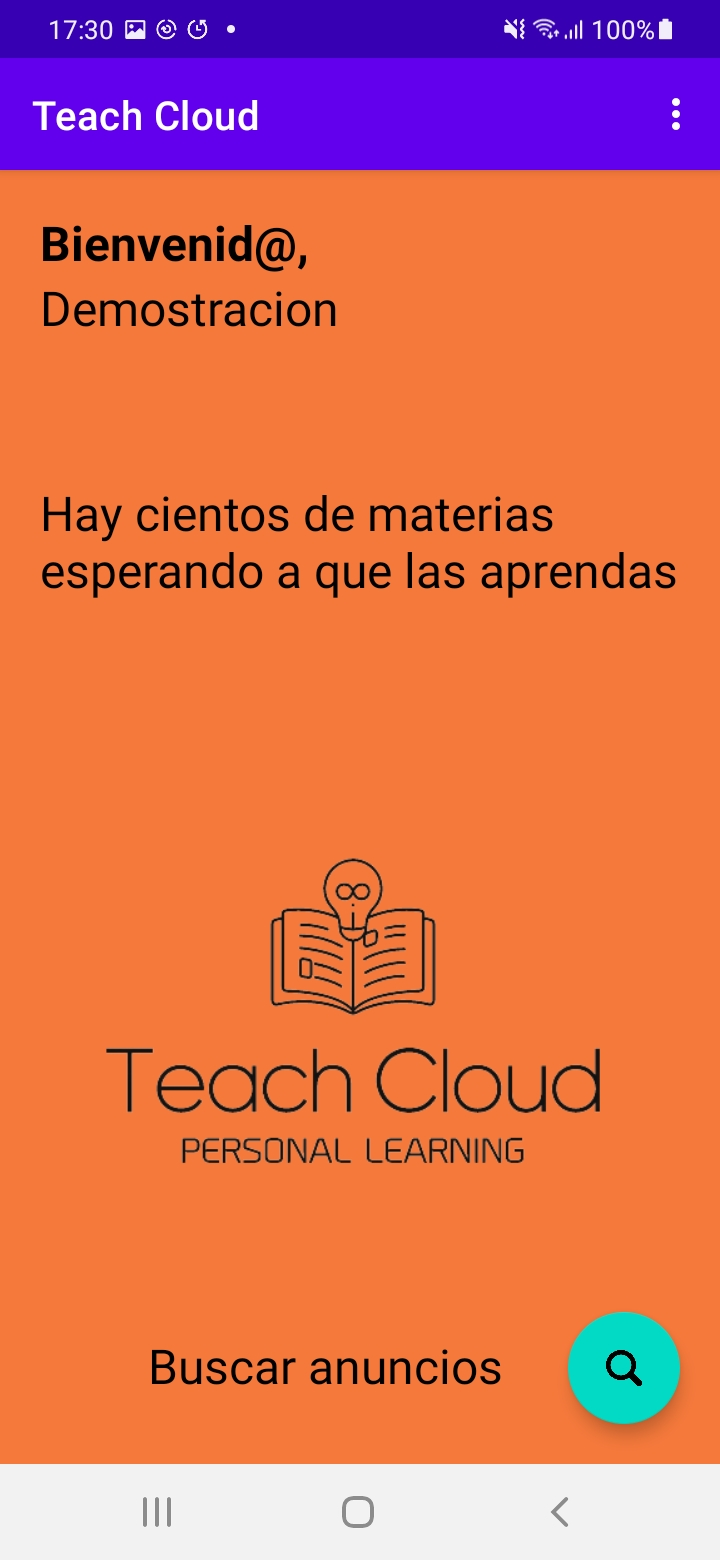 17:30 100%
Teach Cloud
Bienvenid@,
Demostracion
Hay cientos de materias
esperando a que las aprendas
Teach Cloud
PERSONAL LEARNING
Buscar anuncios